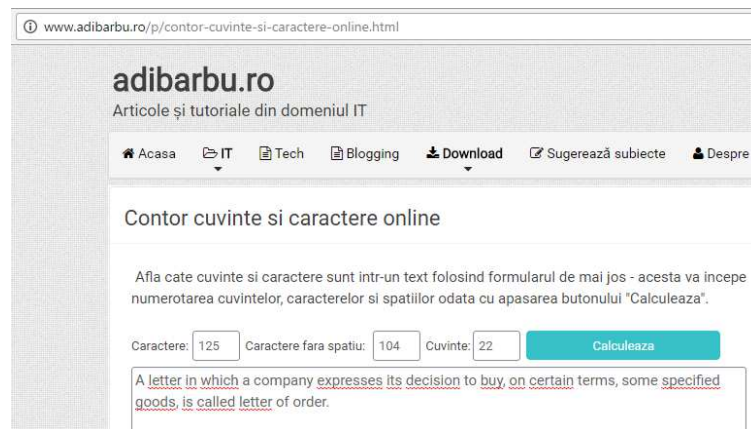 www.adibarbu.ro/p/contor-cuvinte-si-caractere-online.html
adibarbu.ro
Articole și tutoriale din domeniul IT
Acasa IT Tech Blogging Download Sugerează subiecte Despre
Contor cuvinte si caractere online
Afla cate cuvinte si caractere sunt intr-un text folosind formularul de mai jos - acesta va incepe
numerotarea cuvintelor, caracterelor si spatiilor odata cu apasarea butonului "Calculeaza".
Caractere: 125 Caractere fara spatiu: 104 Cuvinte: 22 Calculeaza
A letter in which a company expresses its decision to buy, on certain terms, some specified
goods, is called letter of order.